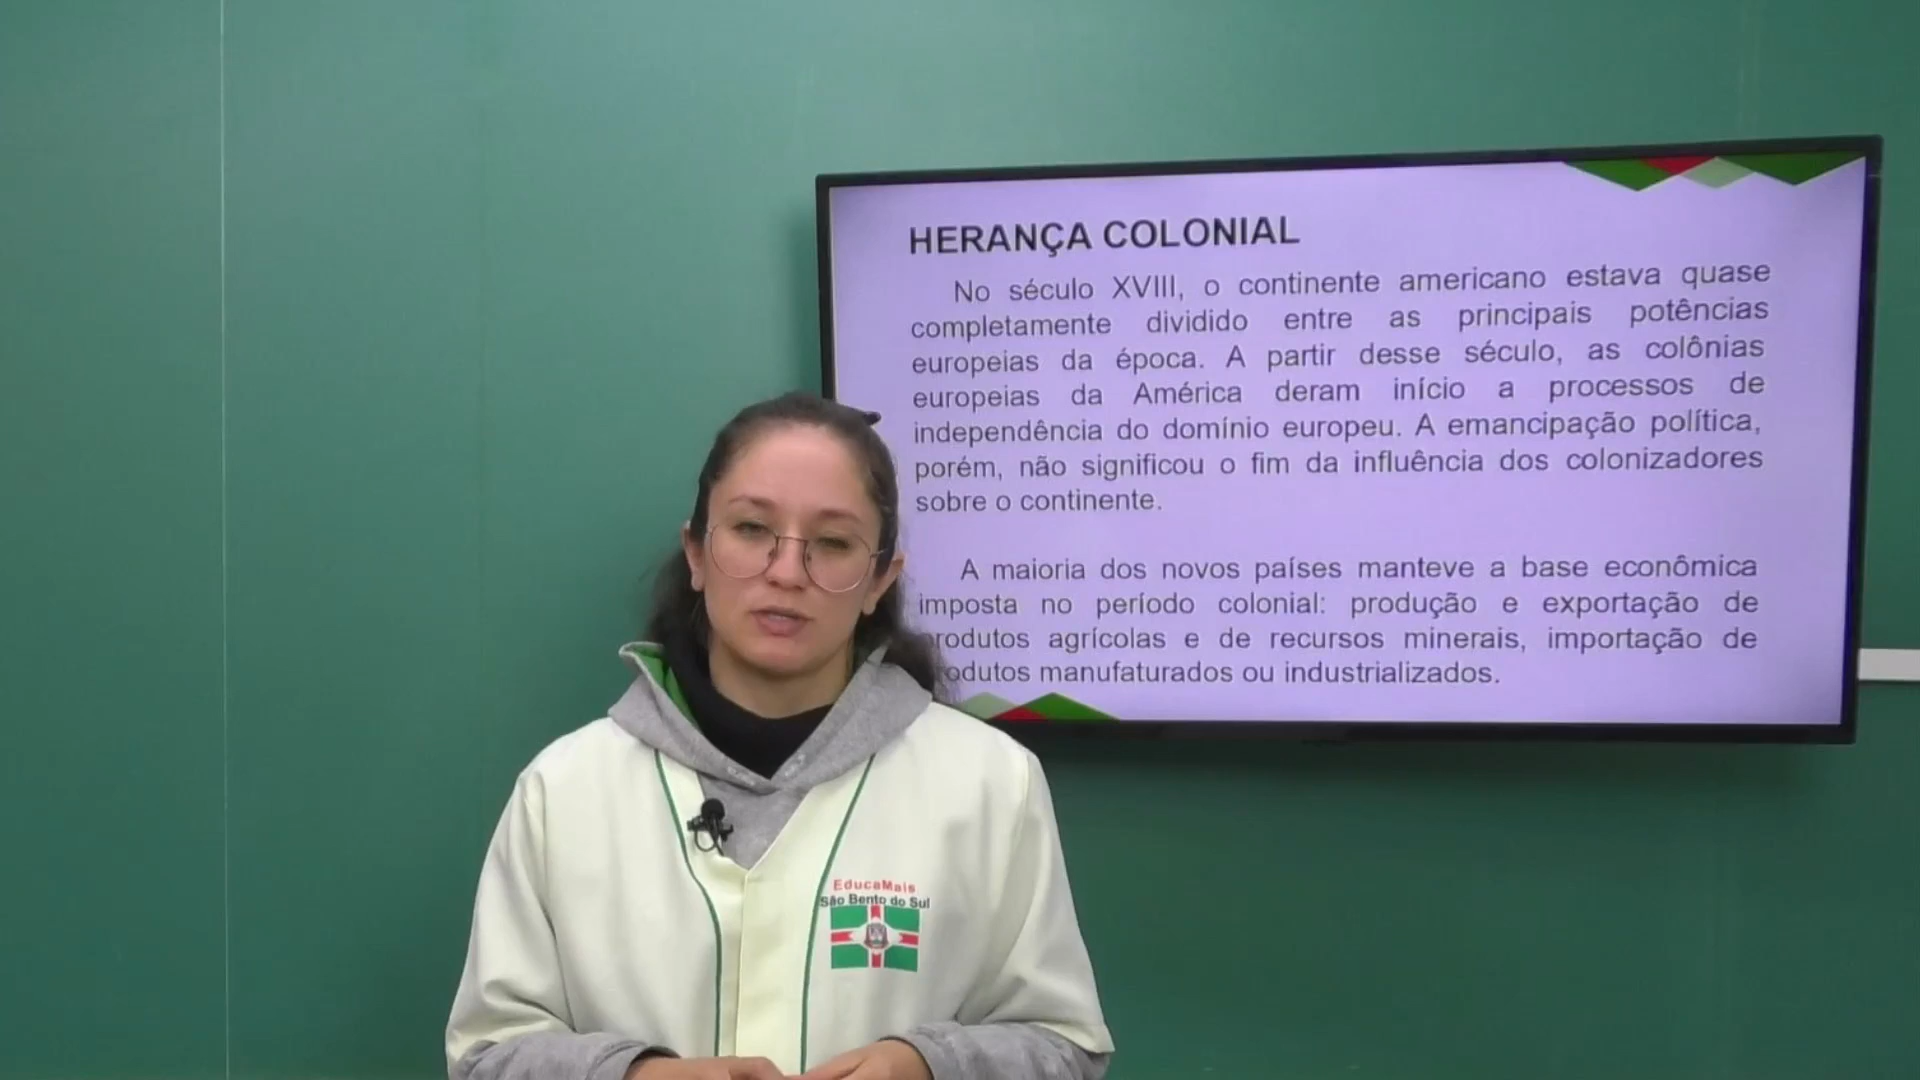 HERANÇA COLONIAL
No século XVIII, o continente americano estava quase
completamente dividido entre as principais potências
europeias da época. A partir desse século, as colônias
europeias da América deram início a processos de
independência do domínio europeu. A emancipação política,
porém, não significou o fim da influência dos colonizadores
sobre o continente.
A maioria dos novos países manteve a base econômica
imposta no período colonial: produção e exportação de
produtos agrícolas e de recursos minerais, importação de
produtos manufaturados ou industrializados.
EducaMais
São Bento do Sul